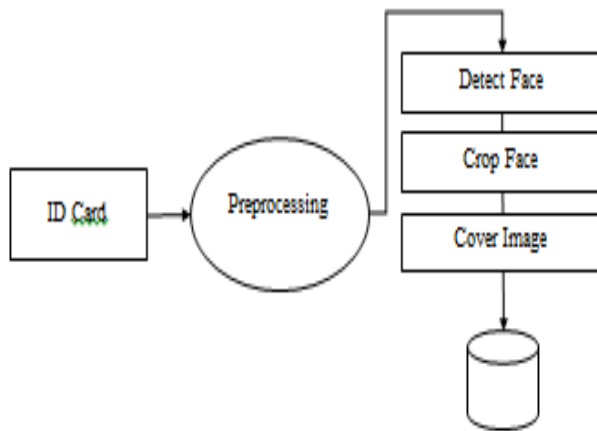 ID Card
Preprocessing
Detect Face
Crop Face
Cover Image